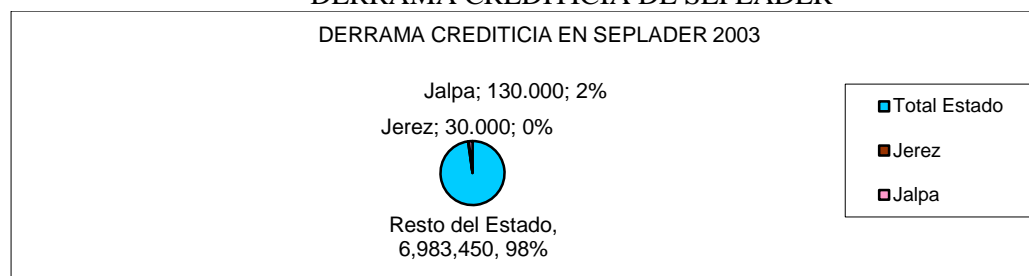 DERRAMA CREDITICIA DE SEPLADER
DERRAMA CREDITICIA EN SEPLADER 2003
Jalpa; 130.000; 2%
Jerez; 30.000; 0%
Resto del Estado,
6,983,450, 98%
Total Estado
Jerez
Jalpa